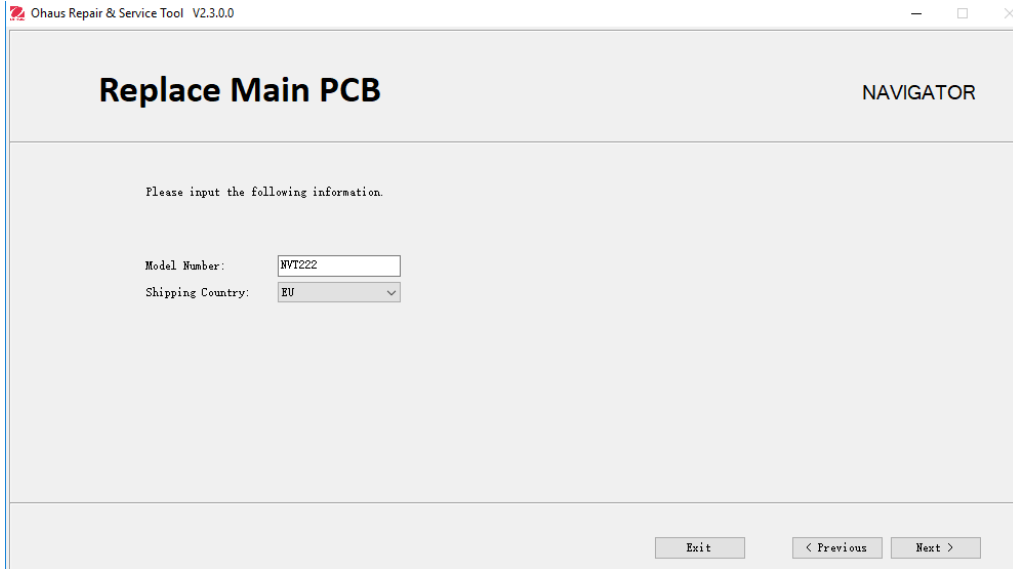 Ohaus Repair & Service Tool V2.3.0.0
Replace Main PCB
NAVIGATOR
Please input the following information.
Model Number: NVT222
Shipping Country: EU
Exit < Previous Next >